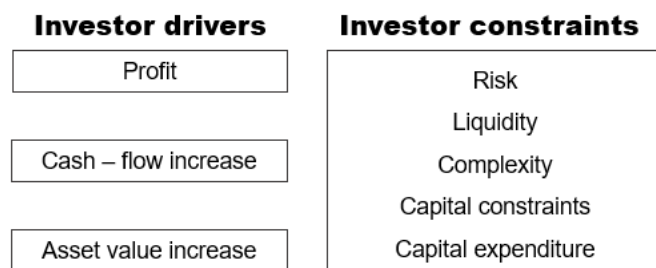 Investor drivers
Profit
Cash – flow increase
Asset value increase
Investor constraints
Risk
Liquidity
Complexity
Capital constraints
Capital expenditure